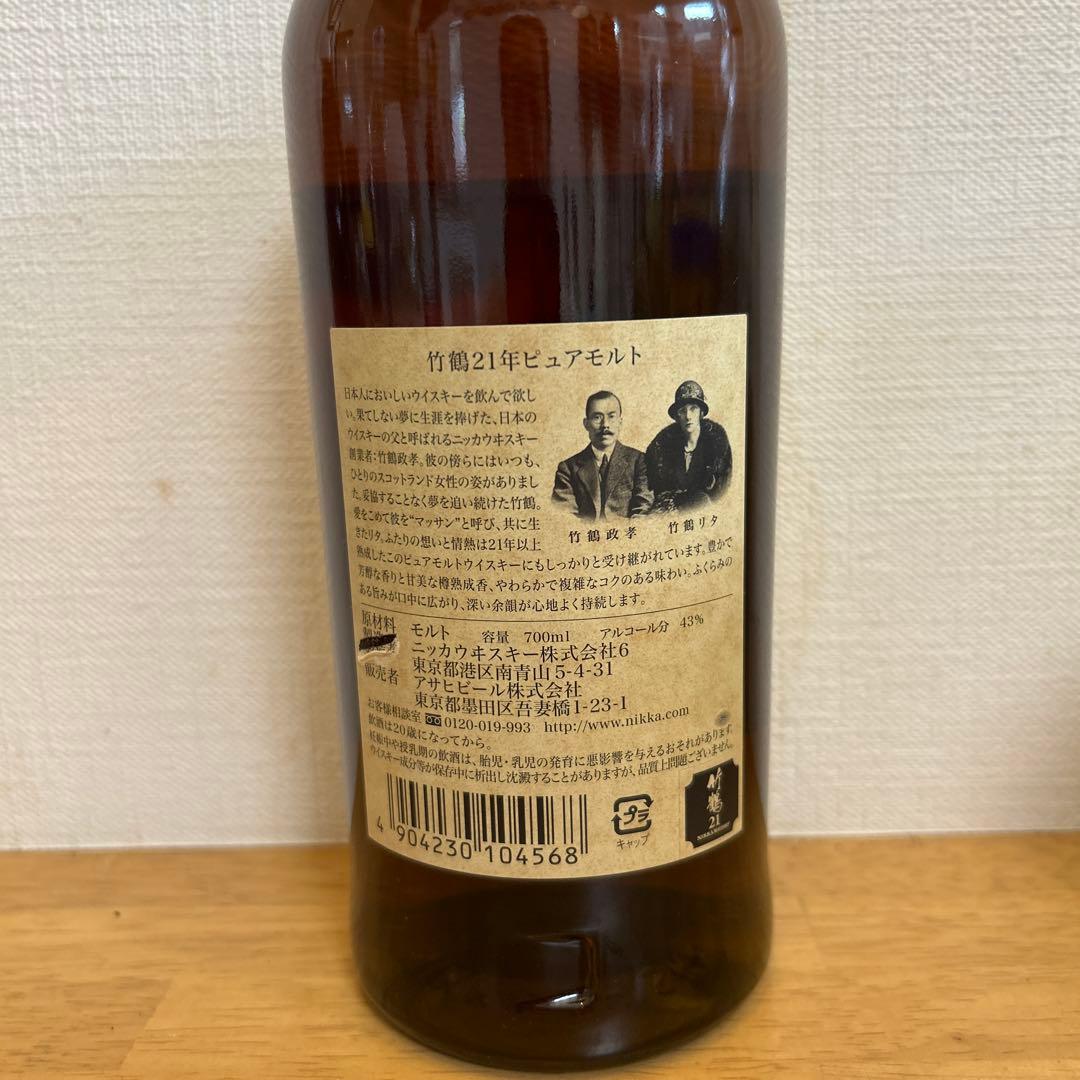 竹鶴21年ピュアモルト
日本人においしいウイスキーを飲んで欲し
い。果てしない夢に生涯を捧げた、日本の
ウイスキーの父と呼ばれるニッカウヰスキー
創業者：竹鶴政孝。彼の傍らにはいつも、
ひとりのスコットランド女性の姿がありまし
た。妥協することなく夢を追い続けた竹鶴。
愛をこめて彼を“マッサン”と呼び、共に生
きたリタ。ふたりの想いと情熱は21年以上
熟成したこのピュアモルトウイスキーにもしっかりと受け継がれています。豊かで
芳醇な香りと甘美な樽熟成香、やわらかで複雑なコクのある味わい。ふくらみの
ある旨みが口中に広がり、深い余韻が心地よく持続します。
竹鶴政孝
竹鶴リタ
原材料 モルト 容量 700ml アルコール分 43%
ニッカウヰスキー株式会社6
東京都港区南青山5-4-31
販売者 アサヒビール株式会社
東京都墨田区吾妻橋1-23-1
お客様相談室 0120-019-993 http://www.nikka.com
飲酒は20歳になってから。
妊娠中や授乳期の飲酒は、胎児・乳児の発育に悪影響を与えるおそれがあります。
ウイスキー成分等が保存中に析出し沈澱することがありますが、品質上問題ございません。
4 904230 104568
プラ
キャップ
竹鶴
21